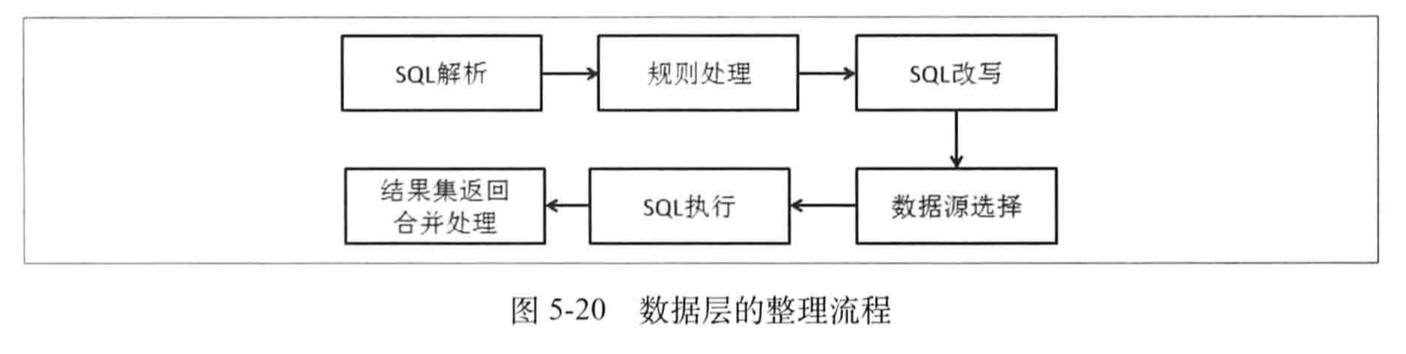 SQL解析
规则处理
SQL改写
数据源选择
SQL执行
结果集返回
合并处理
图 5-20 数据层的整理流程